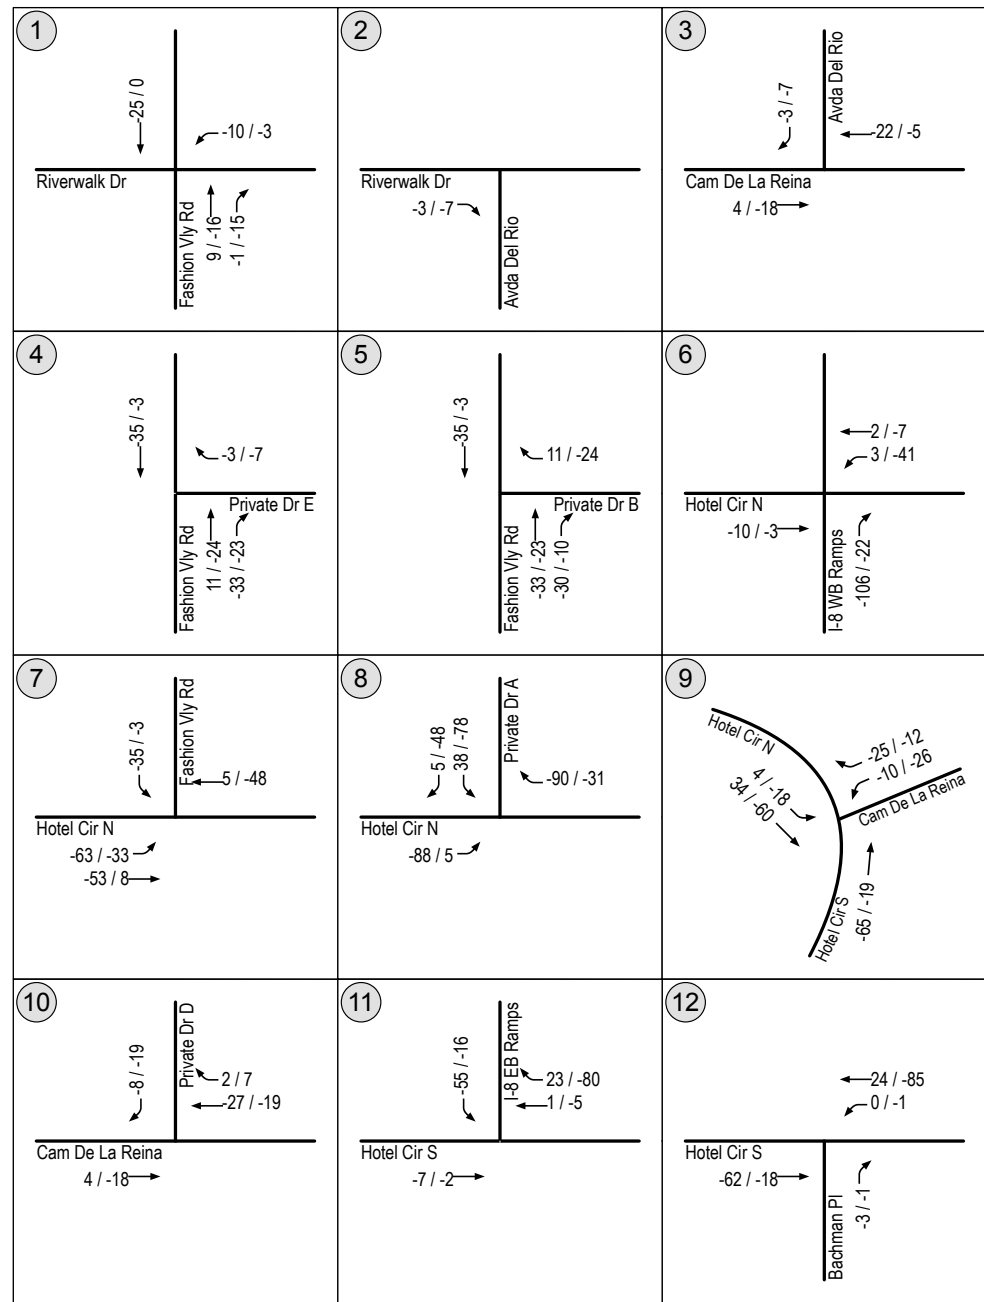 1
-25 / 0
-10 / -3
Riverwalk Dr
Fashion Vly Rd
9 / -16
-1 / -15
2
Riverwalk Dr
-3 / -7
Avda Del Rio
3
-3 / -7
Avda Del Rio
-22 / -5
Cam De La Reina
4 / -18
4
-35 / -3
-3 / -7
Private Dr E
Fashion Vly Rd
11 / -24
-33 / -23
5
-35 / -3
11 / -24
Private Dr B
Fashion Vly Rd
-33 / -23
-30 / -10
6
2 / -7
3 / -41
Hotel Cir N
-10 / -3
I-8 WB Ramps
-106 / -22
7
-35 / -3
Fashion Vly Rd
5 / -48
Hotel Cir N
-63 / -33
-53 / 8
8
5 / -48
38 / -78
Private Dr A
-90 / -31
Hotel Cir N
-88 / 5
9
Hotel Cir N
-25 / -12
-10 / -26
4 / -18
34 / -60
Cam De La Reina
-65 / -19
Hotel Cir S
10
-8 / -19
Private Dr D
2 / 7
-27 / -19
Cam De La Reina
4 / -18
11
-55 / -16
I-8 EB Ramps
23 / -80
1 / -5
Hotel Cir S
-7 / -2
12
24 / -85
0 / -1
Hotel Cir S
-62 / -18
Bachman Pl
-3 / -1